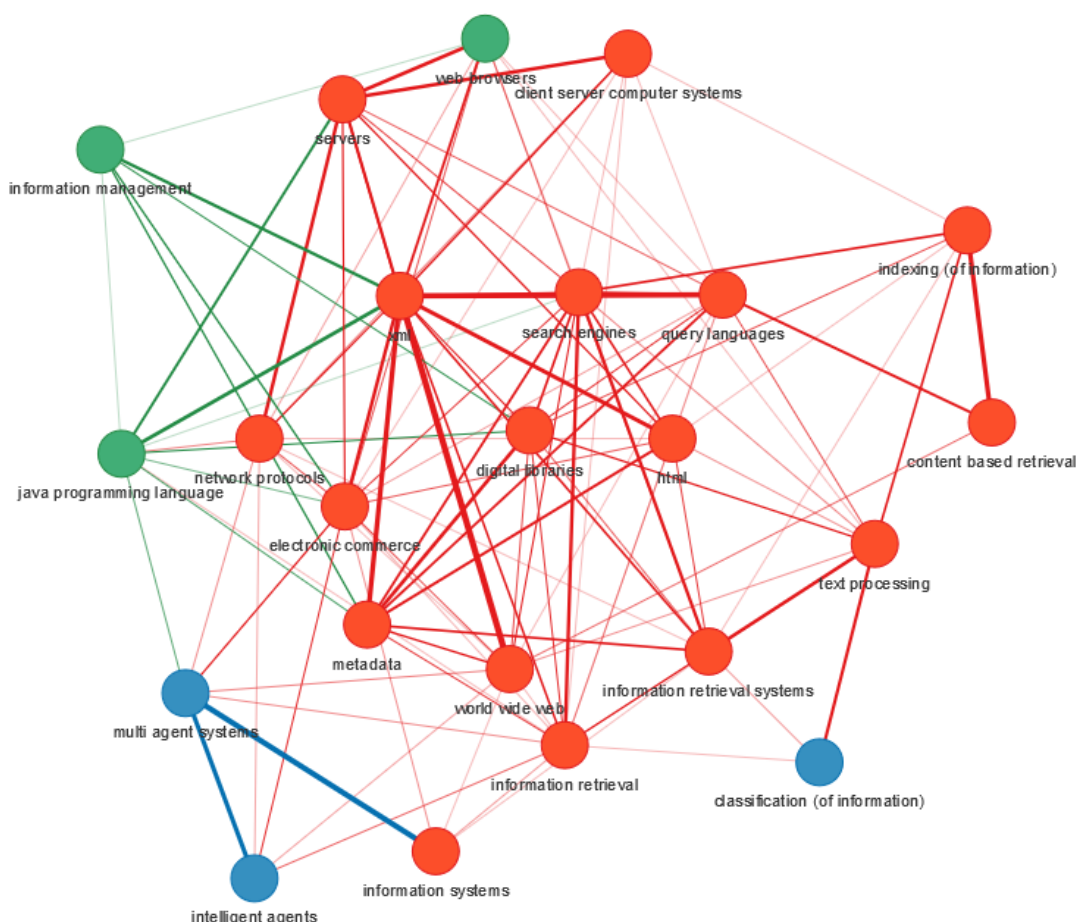 web browsers
client server computer systems
servers
information management
indexing (of information)
xml
search engines
query languages
content based retrieval
digital libraries
html
network protocols
java programming language
electronic commerce
text processing
metadata
information retrieval systems
world wide web
multi agent systems
information retrieval
classification (of information)
information systems
intelligent agents